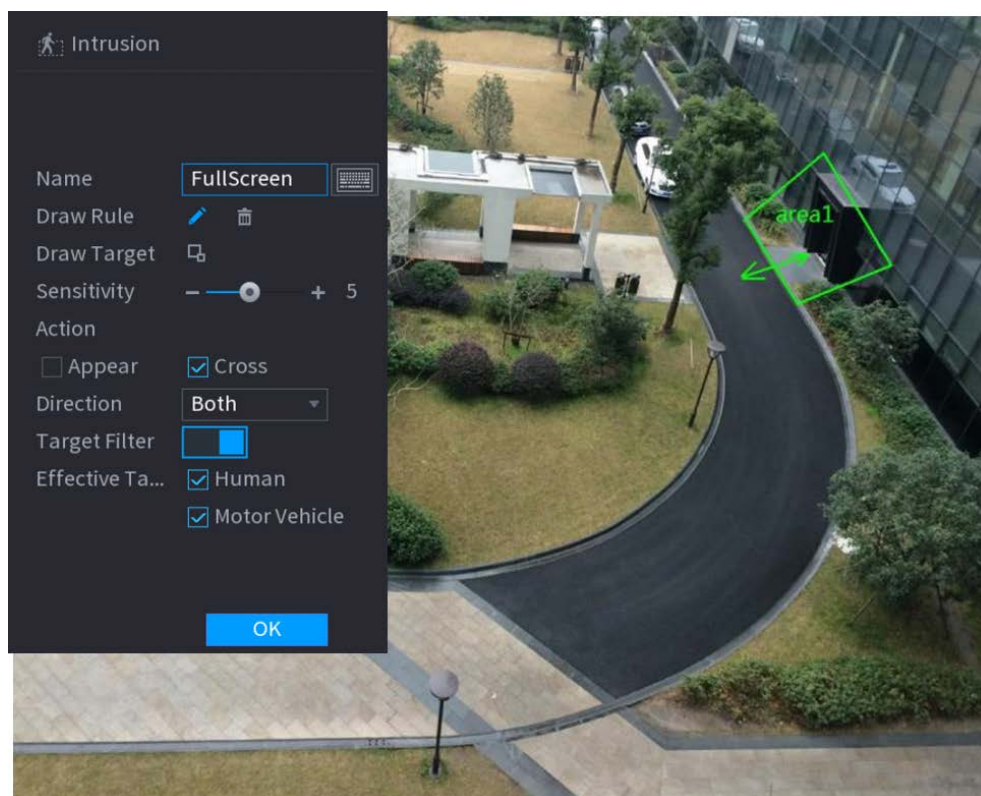 Intrusion
Name FullScreen
Draw Rule
Draw Target
Sensitivity - + 5
Action
Appear Cross
Direction Both
Target Filter
Effective Ta... Human
Motor Vehicle
OK
area1